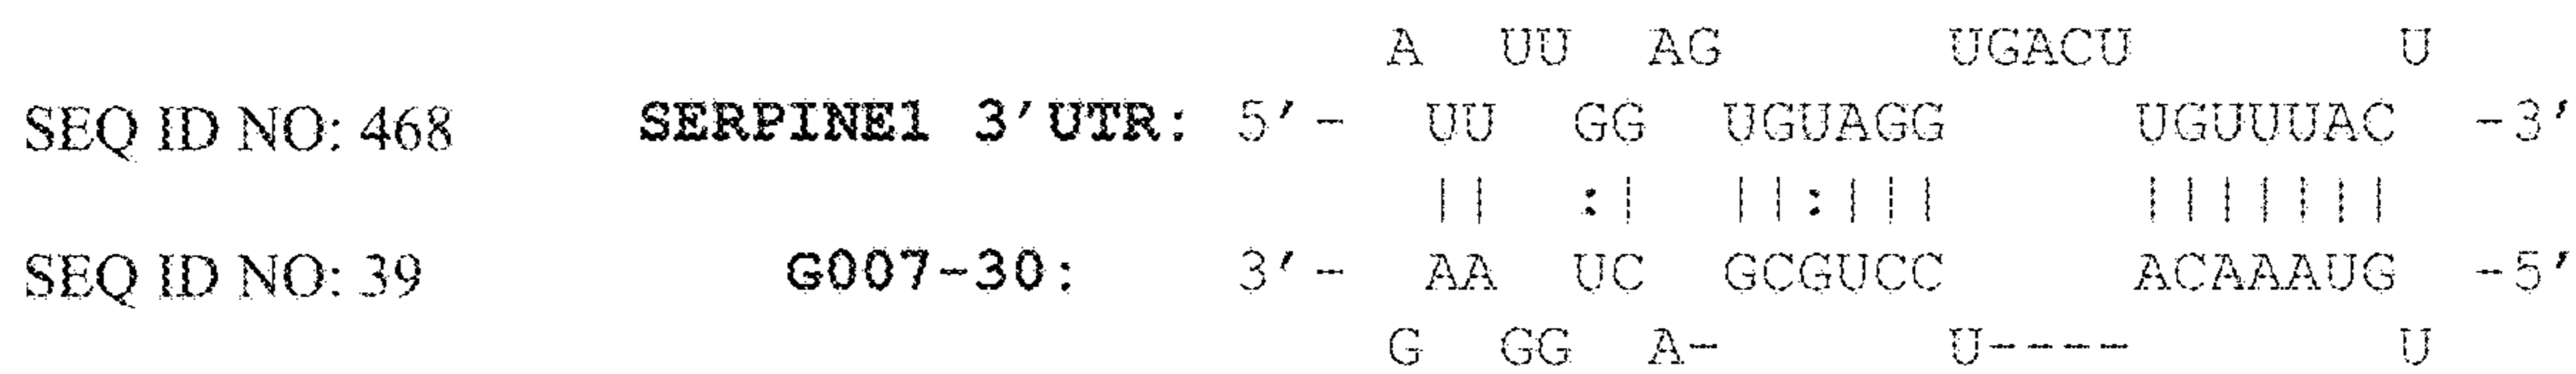 A UU AG UGACU U
SEQ ID NO: 468 SERPINE1 3'UTR: 5'- UU GG UGUAGG UGUUUAC -3'
|| :| ||:||| |||||||
SEQ ID NO: 39 G007-30: 3'- AA UC GCGUCC ACAAAUG -5'
G GG A- U---- U